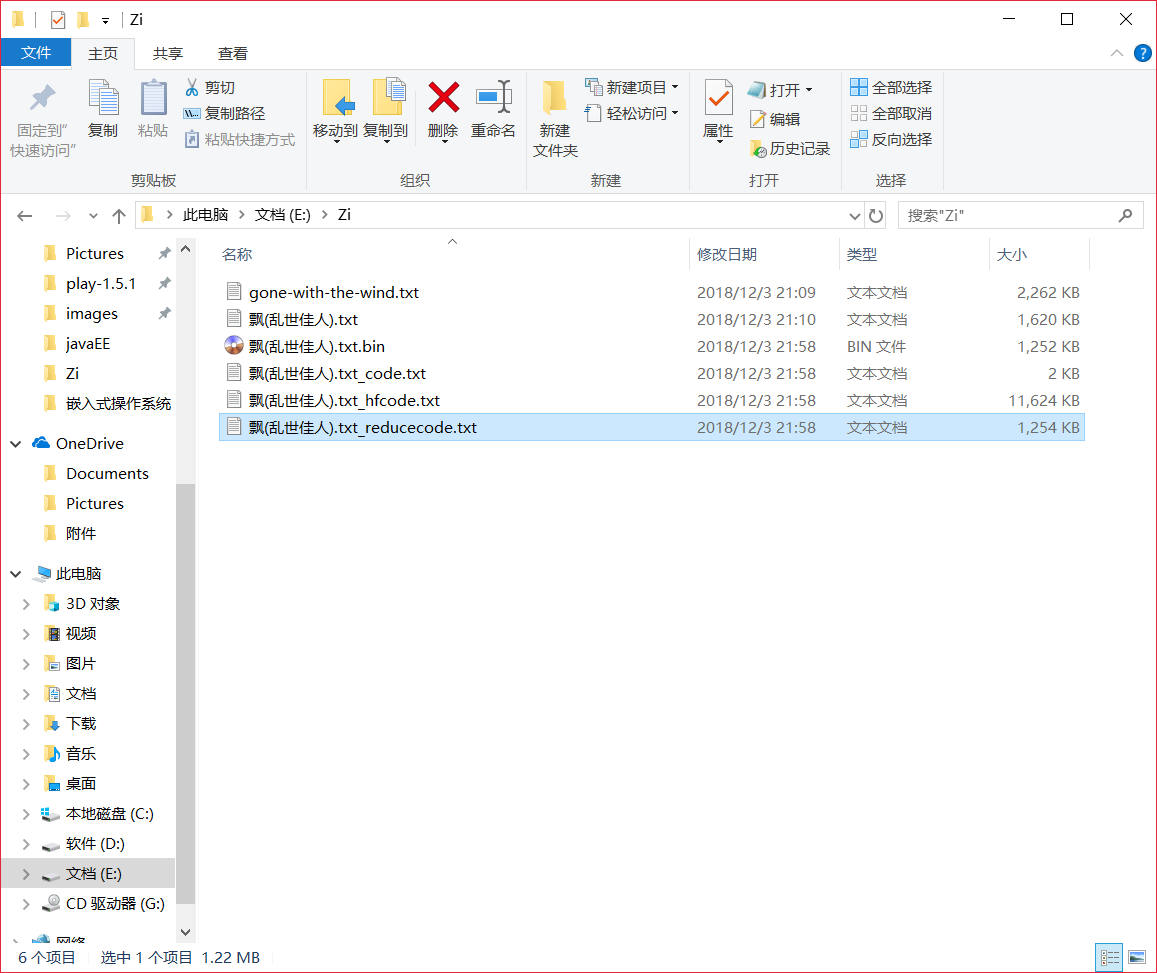 Zi
文件 主页 共享 查看
固定到"快速访问"
复制
粘贴
剪切
复制路径
粘贴快捷方式
剪贴板
移动到 复制到 删除 重命名
组织
新建
文件夹
新建项目
轻松访问
新建
属性
打开
编辑
历史记录
打开
全部选择
全部取消
反向选择
选择
此电脑 文档 (E:) Zi
搜索"Zi"
Pictures
play-1.5.1
images
javaEE
Zi
嵌入式操作系统
OneDrive
Documents
Pictures
附件
此电脑
3D 对象
视频
图片
文档
下载
音乐
桌面
本地磁盘 (C:)
软件 (D:)
文档 (E:)
CD 驱动器 (G:)
网络
名称 修改日期 类型 大小
gone-with-the-wind.txt 2018/12/3 21:09 文本文档 2,262 KB
飘(乱世佳人).txt 2018/12/3 21:10 文本文档 1,620 KB
飘(乱世佳人).txt.bin 2018/12/3 21:58 BIN 文件 1,252 KB
飘(乱世佳人).txt_code.txt 2018/12/3 21:58 文本文档 2 KB
飘(乱世佳人).txt_hfcode.txt 2018/12/3 21:58 文本文档 11,624 KB
飘(乱世佳人).txt_reducecode.txt 2018/12/3 21:58 文本文档 1,254 KB
6 个项目 选中 1 个项目 1.22 MB